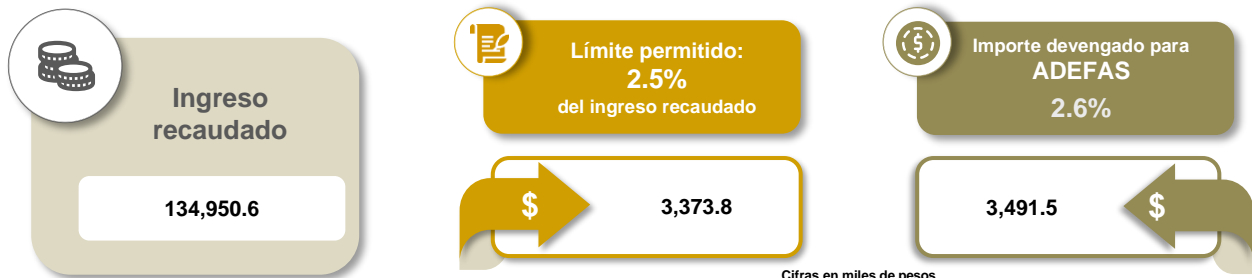 Ingreso
recaudado
134,950.6
Límite permitido:
2.5%
del ingreso recaudado
$
3,373.8
Importe devengado para
ADEFAS
2.6%
3,491.5
$
Cifras en miles de pesos